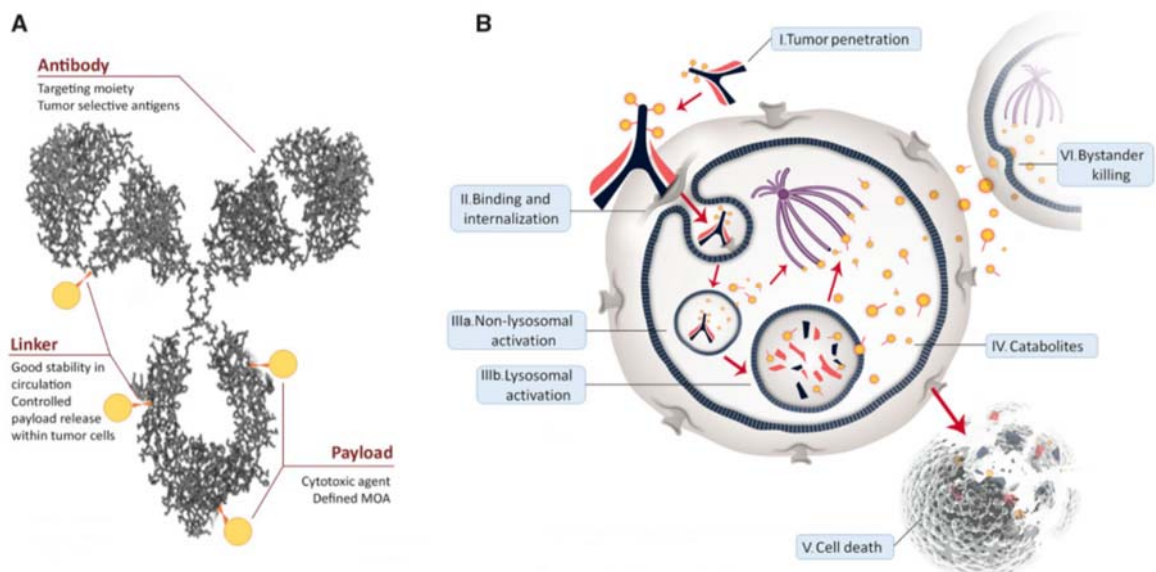 A
Antibody
Targeting moiety
Tumor selective antigens
Linker
Good stability in
circulation
Controlled
payload release
within tumor cells
Payload
Cytotoxic agent
Defined MOA
B
I.Tumor penetration
II.Binding and
internalization
IIIa.Non-lysosomal
activation
IIIb.Lysosomal
activation
IV. Catabolites
V.Cell death
VI.Bystander
killing